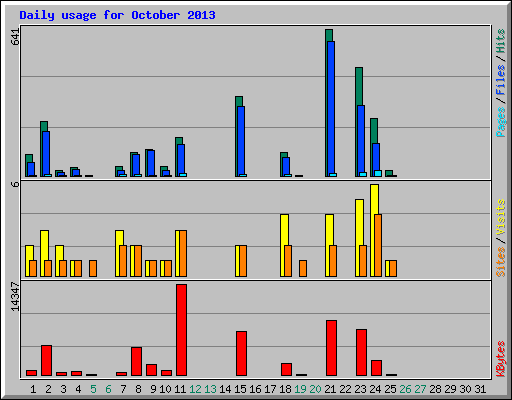 Daily usage for October 2013
641
Pages / Files / Hits
6
Sites / Visits
14347
KBytes
1 2 3 4 5 6 7 8 9 10 11 12 13 14 15 16 17 18 19 20 21 22 23 24 25 26 27 28 29 30 31